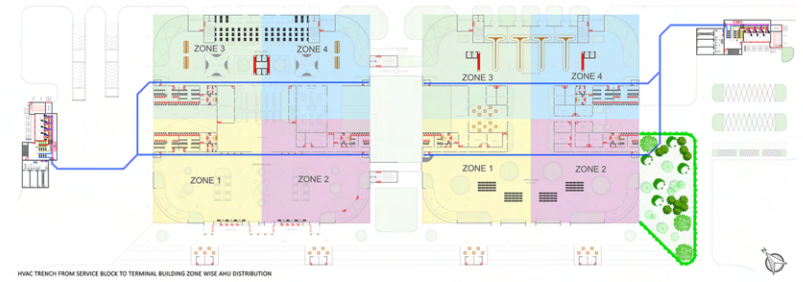 ZONE 3
ZONE 4
ZONE 3
ZONE 4
ZONE 1
ZONE 2
ZONE 1
ZONE 2
HVAC TRENCH FROM SERVICE BLOCK TO TERMINAL BUILDING ZONE WISE AHU DISTRIBUTION